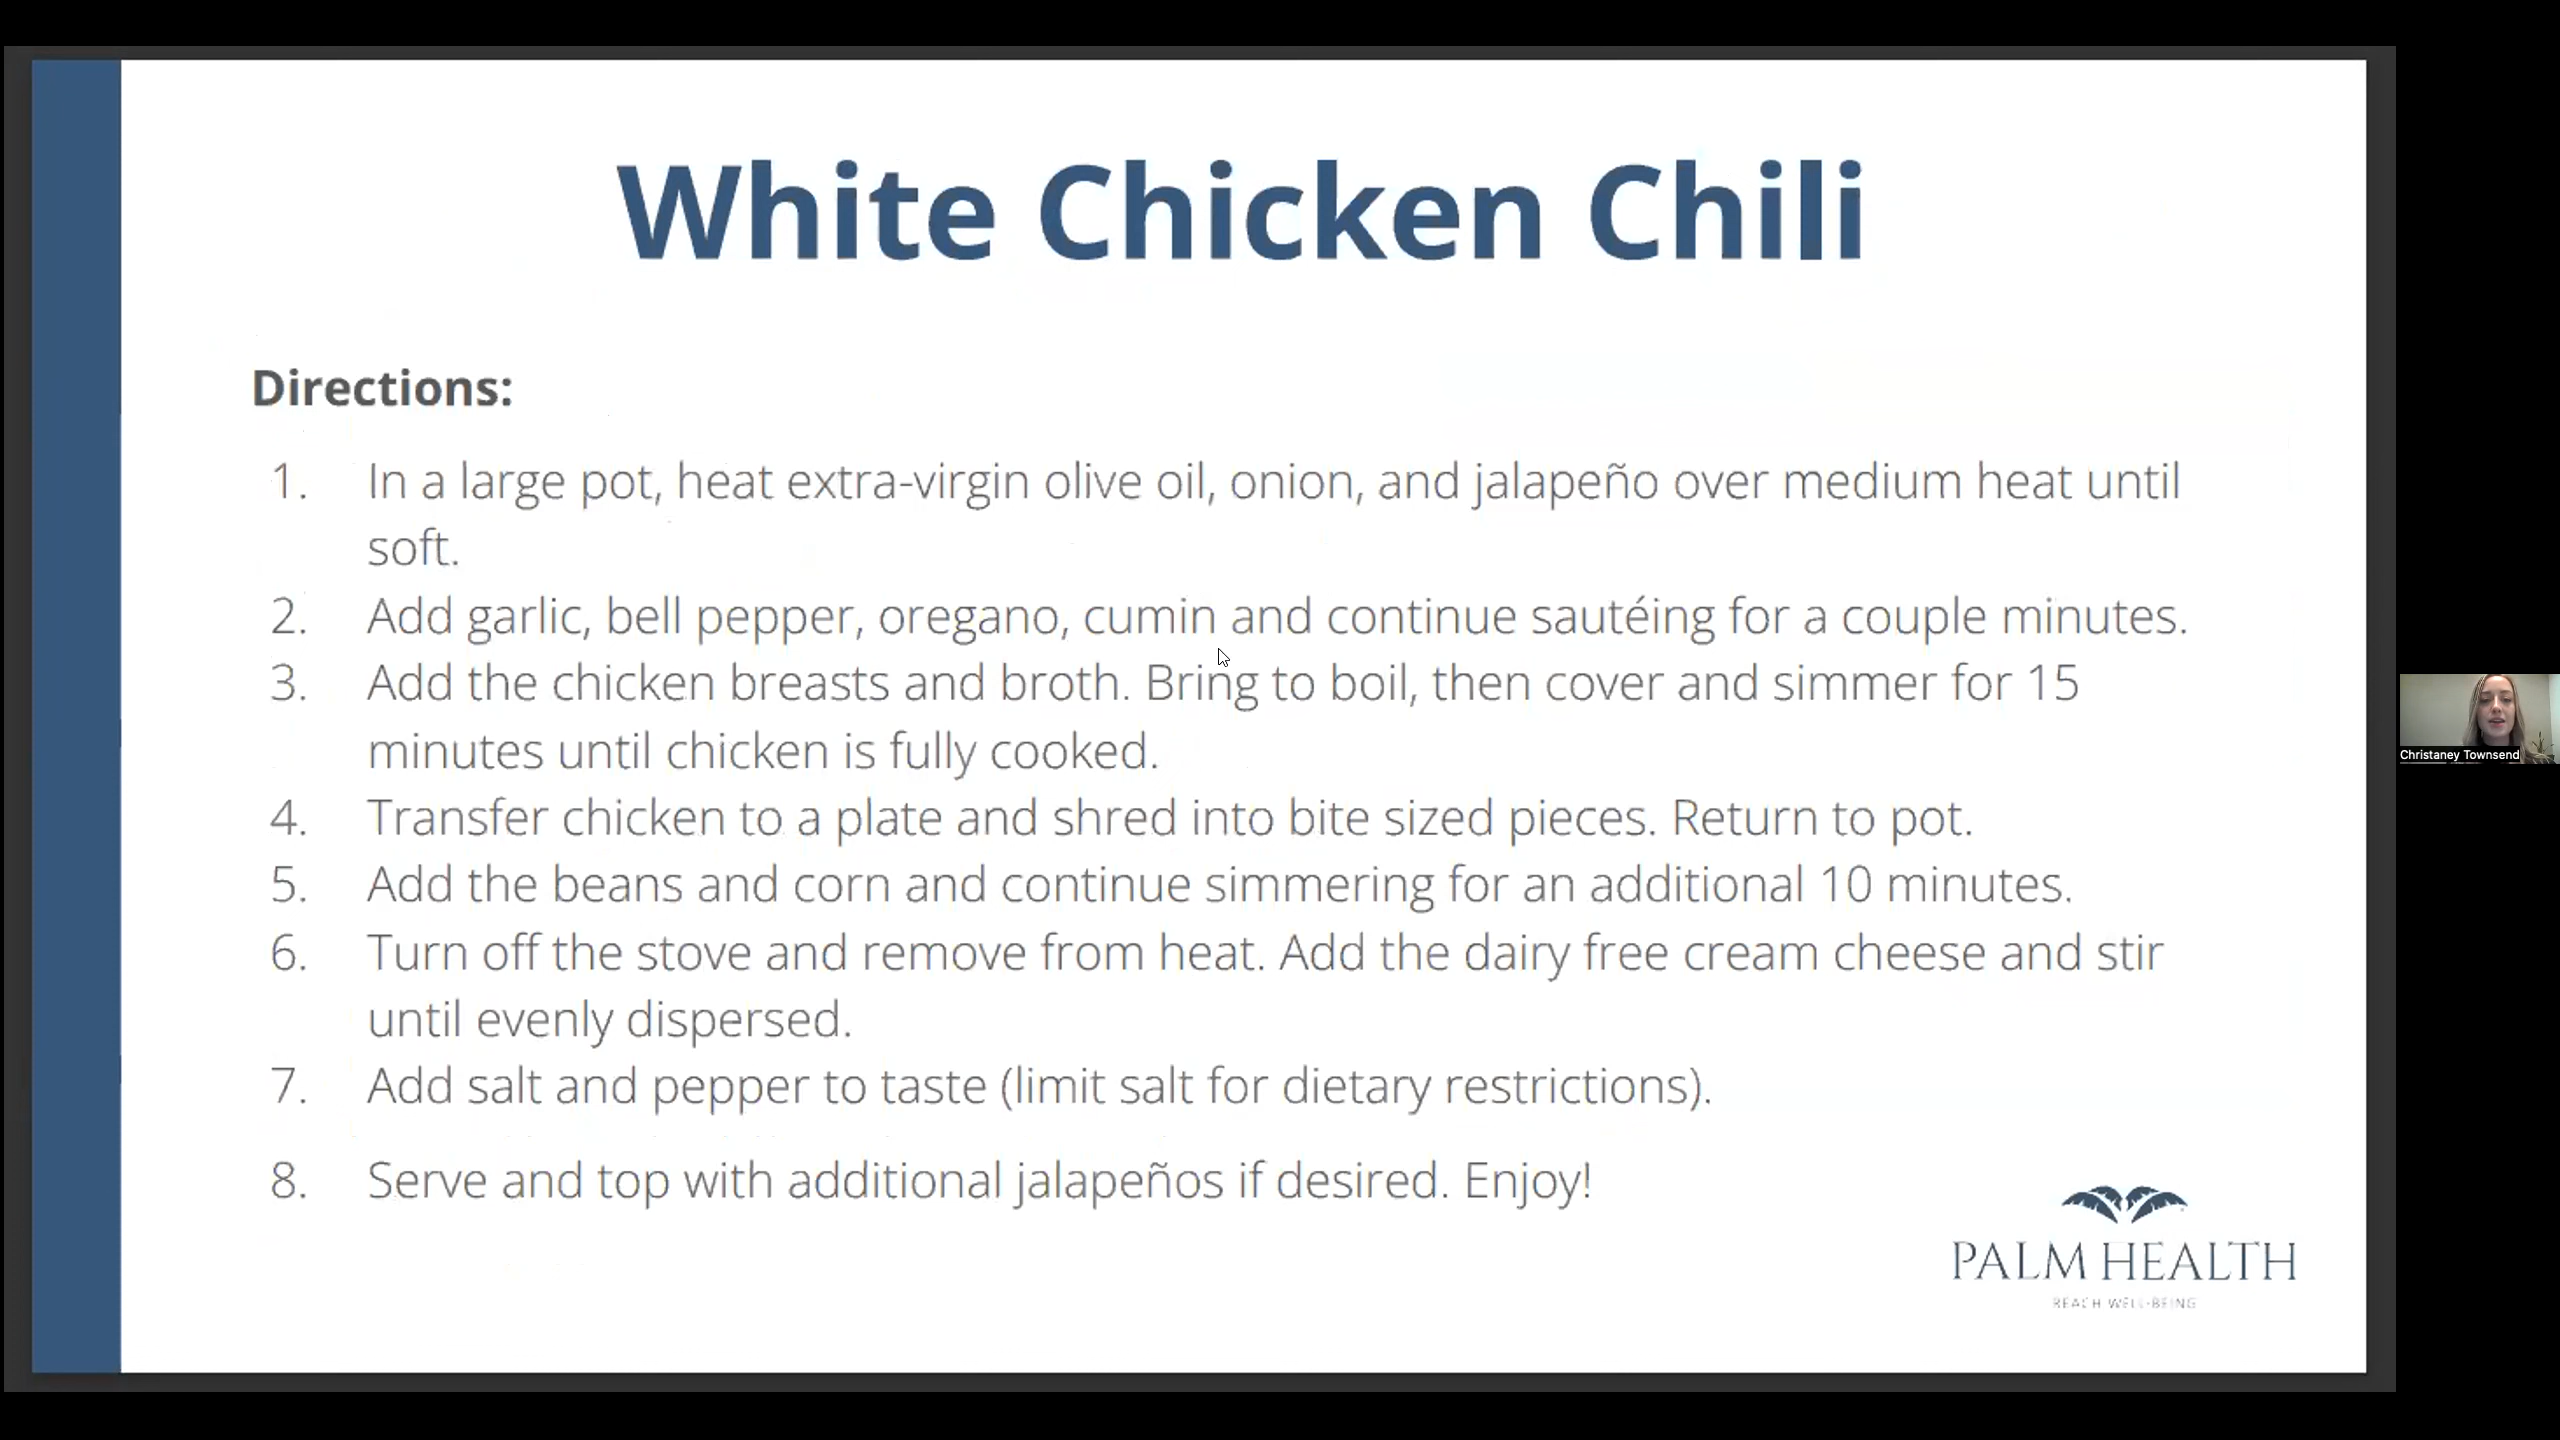 White Chicken Chili
Directions:
1. In a large pot, heat extra-virgin olive oil, onion, and jalapeño over medium heat until
soft.
2. Add garlic, bell pepper, oregano, cumin and continue sautéing for a couple minutes.
3. Add the chicken breasts and broth. Bring to boil, then cover and simmer for 15
minutes until chicken is fully cooked.
4. Transfer chicken to a plate and shred into bite sized pieces. Return to pot.
5. Add the beans and corn and continue simmering for an additional 10 minutes.
6. Turn off the stove and remove from heat. Add the dairy free cream cheese and stir
until evenly dispersed.
7. Add salt and pepper to taste (limit salt for dietary restrictions).
8. Serve and top with additional jalapeños if desired. Enjoy!
PALM HEALTH
REACH WELL-BEING
Christaney Townsend